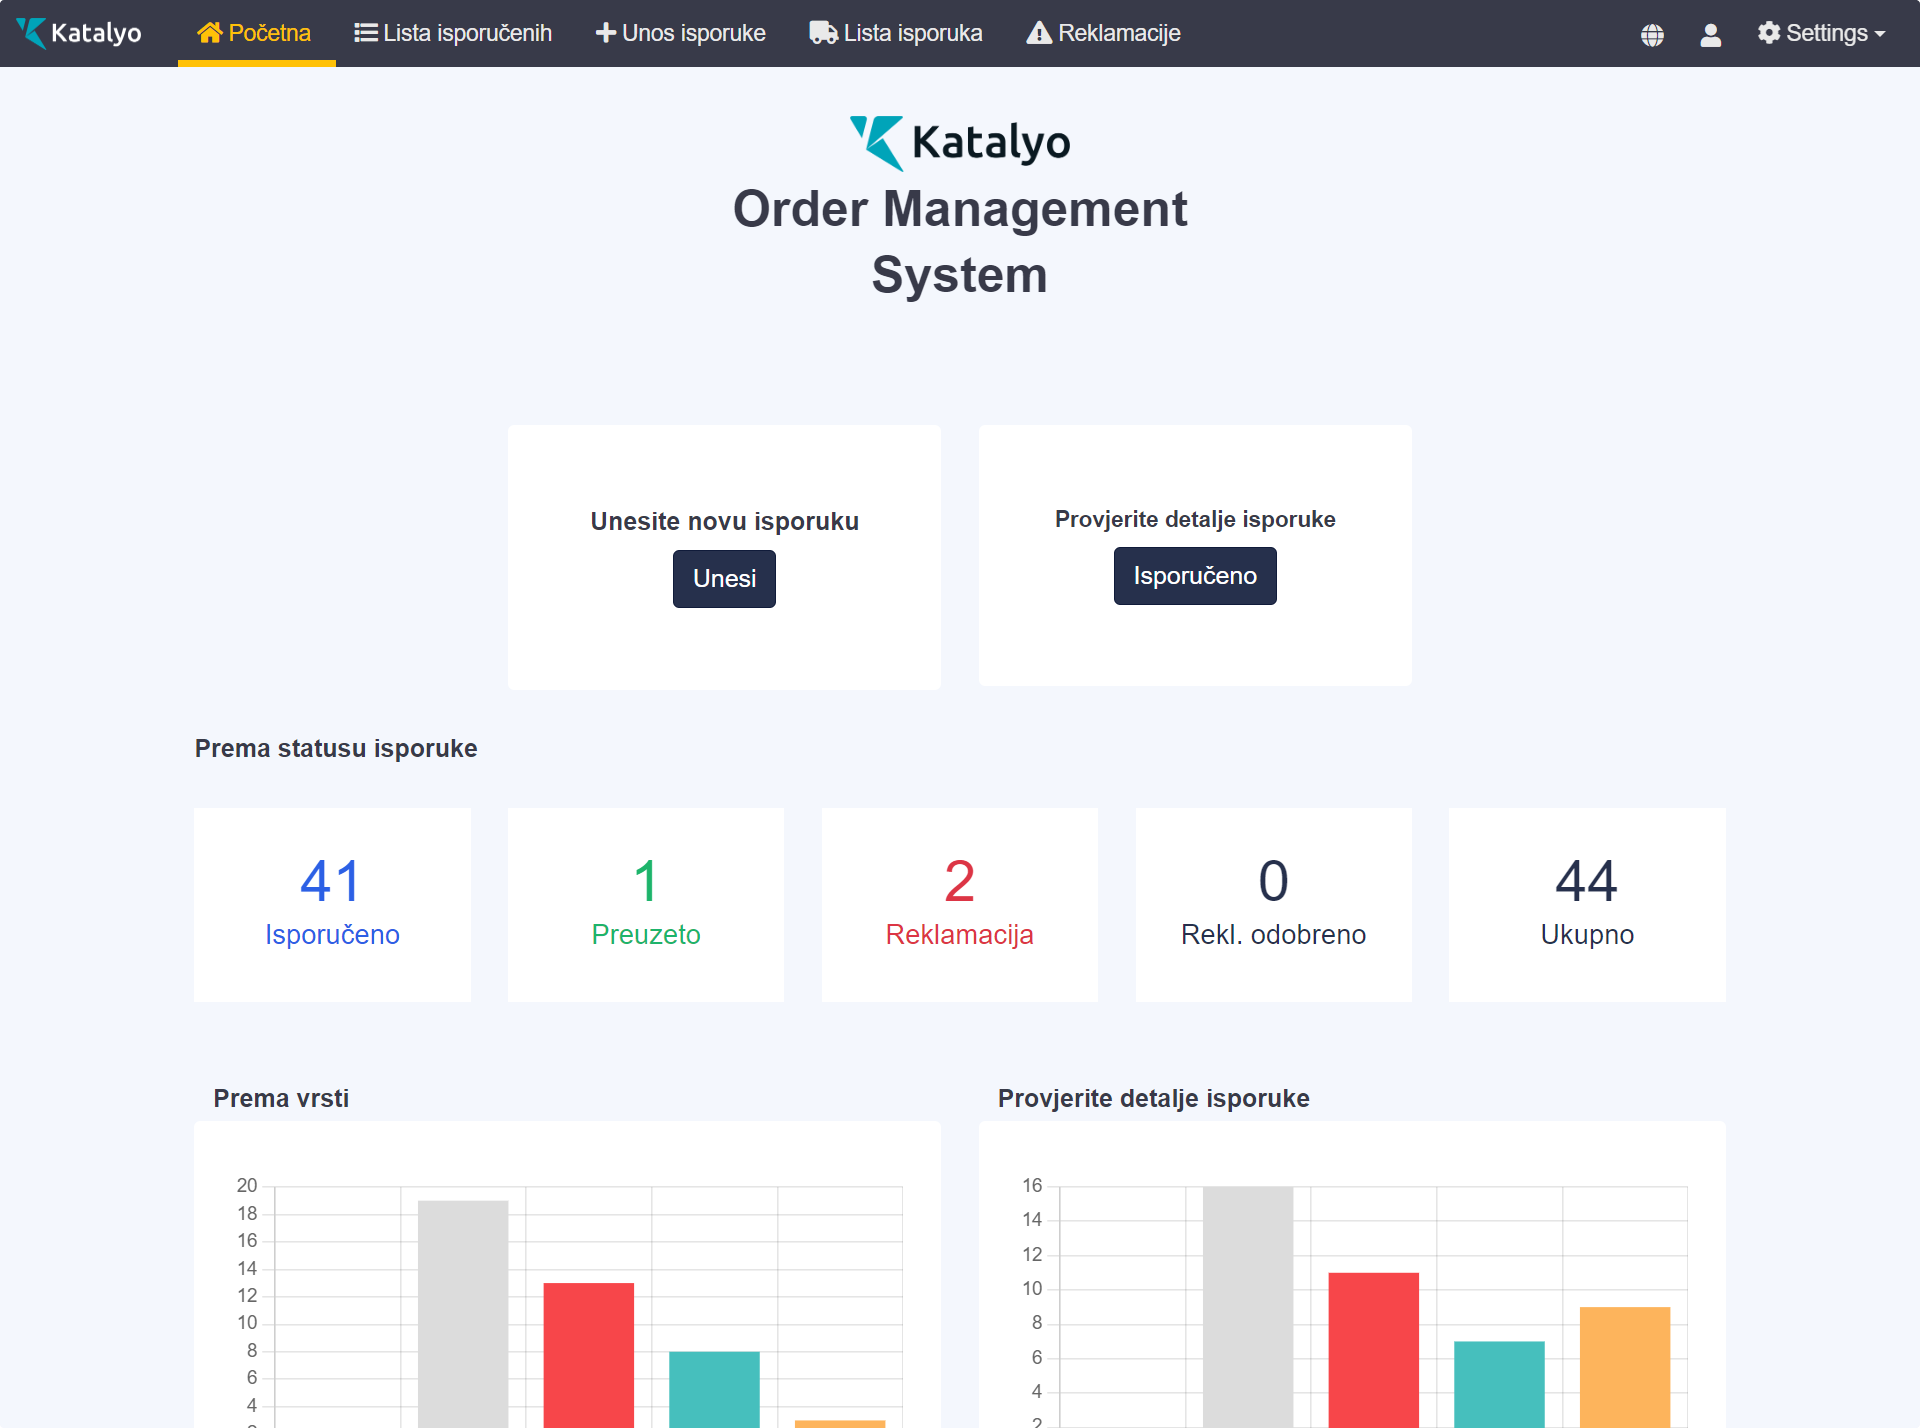 Katalyo Početna Lista isporučenih Unos isporuke Lista isporuka Reklamacije Settings
Katalyo
Order Management
System
Unesite novu isporuku
Unesi
Provjerite detalje isporuke
Isporučeno
Prema statusu isporuke
41
Isporučeno
1
Preuzeto
2
Reklamacija
0
Rekl. odobreno
44
Ukupno
Prema vrsti
20
18
16
14
12
10
8
6
4
Provjerite detalje isporuke
16
14
12
10
8
6
4
2